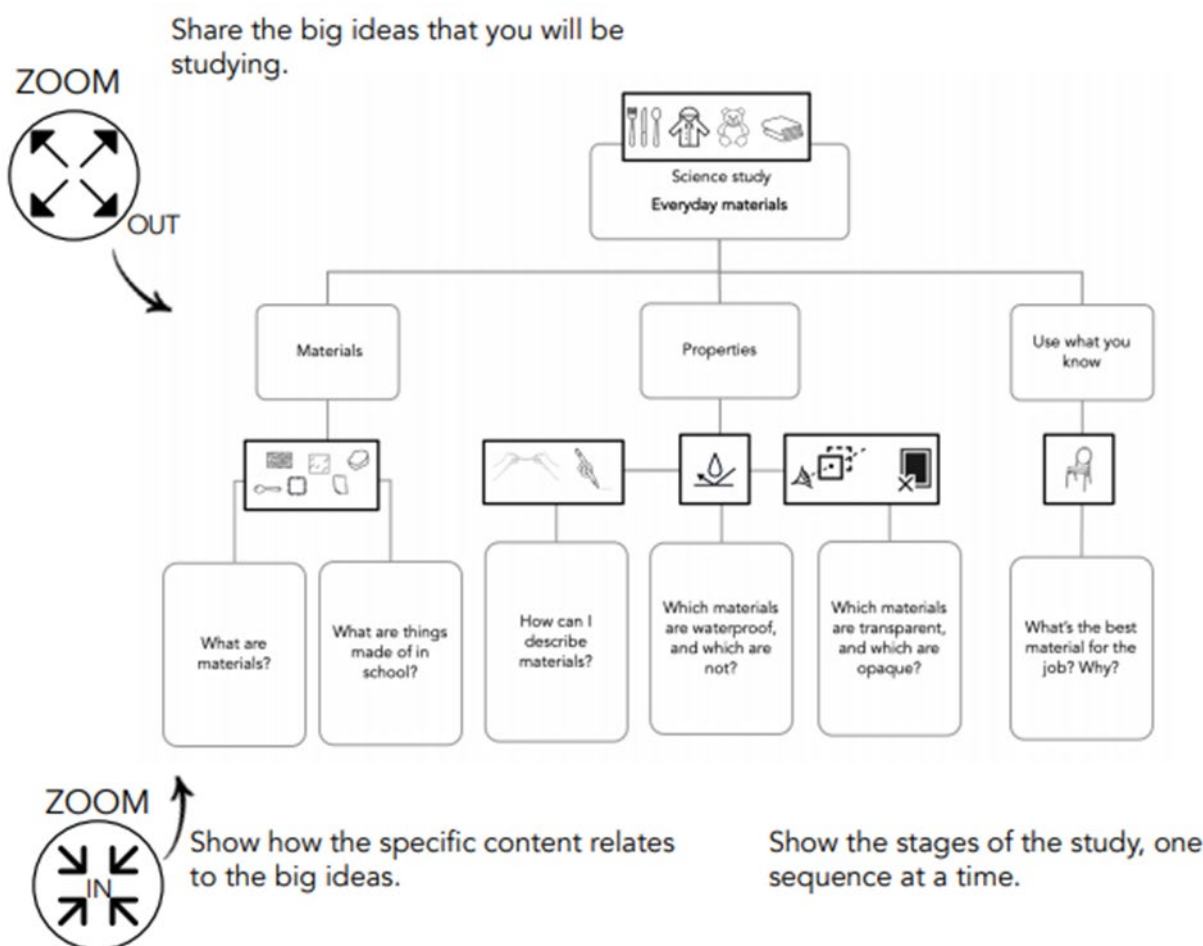 Share the big ideas that you will be
studying.
ZOOM
OUT
Science study
Everyday materials
Materials
Properties
Use what you
know
What are
materials?
What are things
made of in
school?
How can I
describe
materials?
Which materials
are waterproof,
and which are
not?
Which materials
are transparent,
and which are
opaque?
What's the best
material for the
job? Why?
ZOOM
IN
Show how the specific content relates
to the big ideas.
Show the stages of the study, one
sequence at a time.